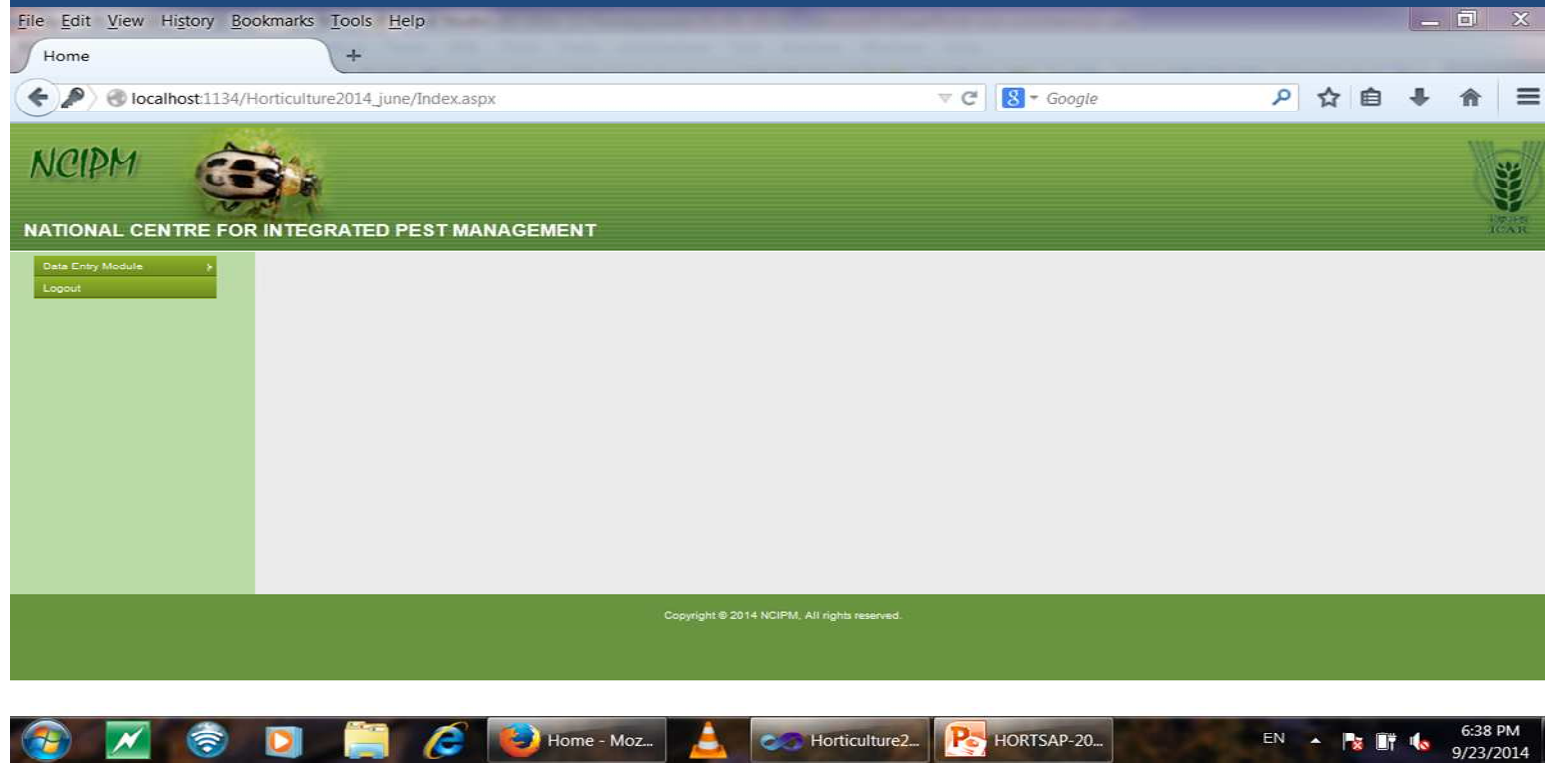 File Edit View History Bookmarks Tools Help
Home
localhost:1134/Horticulture2014_june/Index.aspx
Google
NCIPM
NATIONAL CENTRE FOR INTEGRATED PEST MANAGEMENT
ICAR
Data Entry Module
Logout
Copyright © 2014 NCIPM, All rights reserved.
Home - Moz...
Horticulture2...
HORTSAP-20...
EN
6:38 PM
9/23/2014